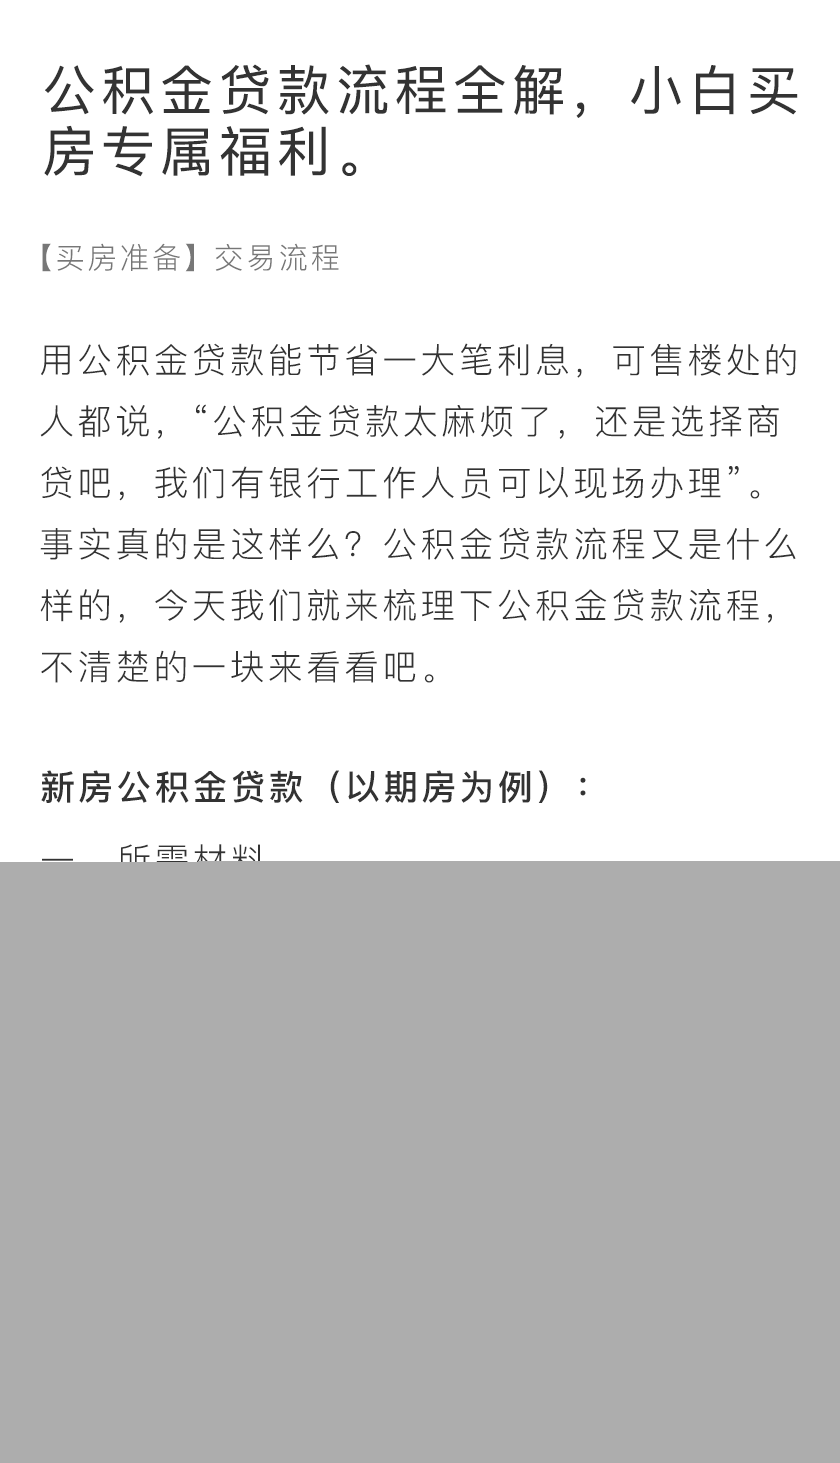 公积金贷款流程全解，小白买
房专属福利。
【买房准备】交易流程
用公积金贷款能节省一大笔利息，可售楼处的
人都说，“公积金贷款太麻烦了，还是选择商
贷吧，我们有银行工作人员可以现场办理”。
事实真的是这样么？公积金贷款流程又是什么
样的，今天我们就来梳理下公积金贷款流程，
不清楚的一块来看看吧。
新房公积金贷款（以期房为例）：
一、所需材料